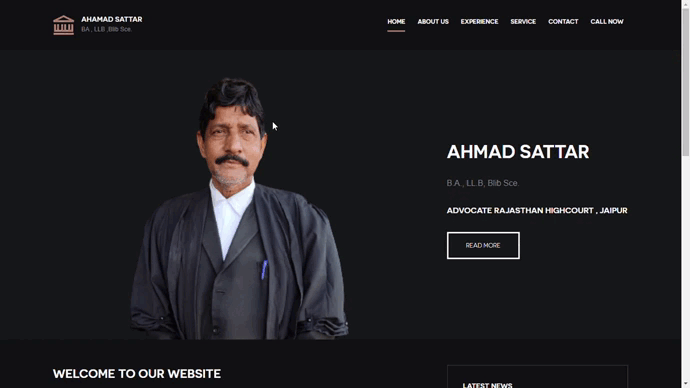 AHAMAD SATTAR
BA , LLB ,Blib Sce.
HOME ABOUT US EXPERIENCE SERVICE CONTACT CALL NOW
AHMAD SATTAR
B.A., LL.B, Blib Sce.
ADVOCATE RAJASTHAN HIGHCOURT , JAIPUR
READ MORE
WELCOME TO OUR WEBSITE
LATEST NEWS